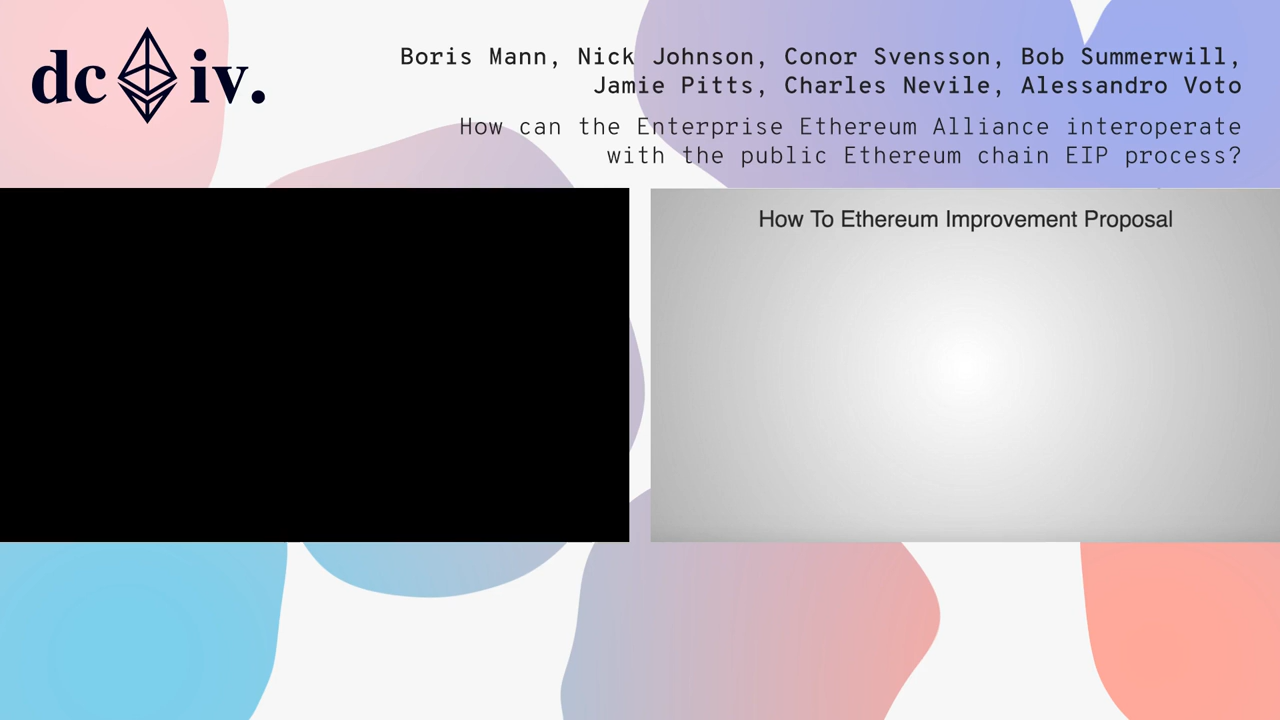 dc iv.
Boris Mann, Nick Johnson, Conor Svensson, Bob Summerwill,
Jamie Pitts, Charles Nevile, Alessandro Voto
How can the Enterprise Ethereum Alliance interoperate
with the public Ethereum chain EIP process?
How To Ethereum Improvement Proposal